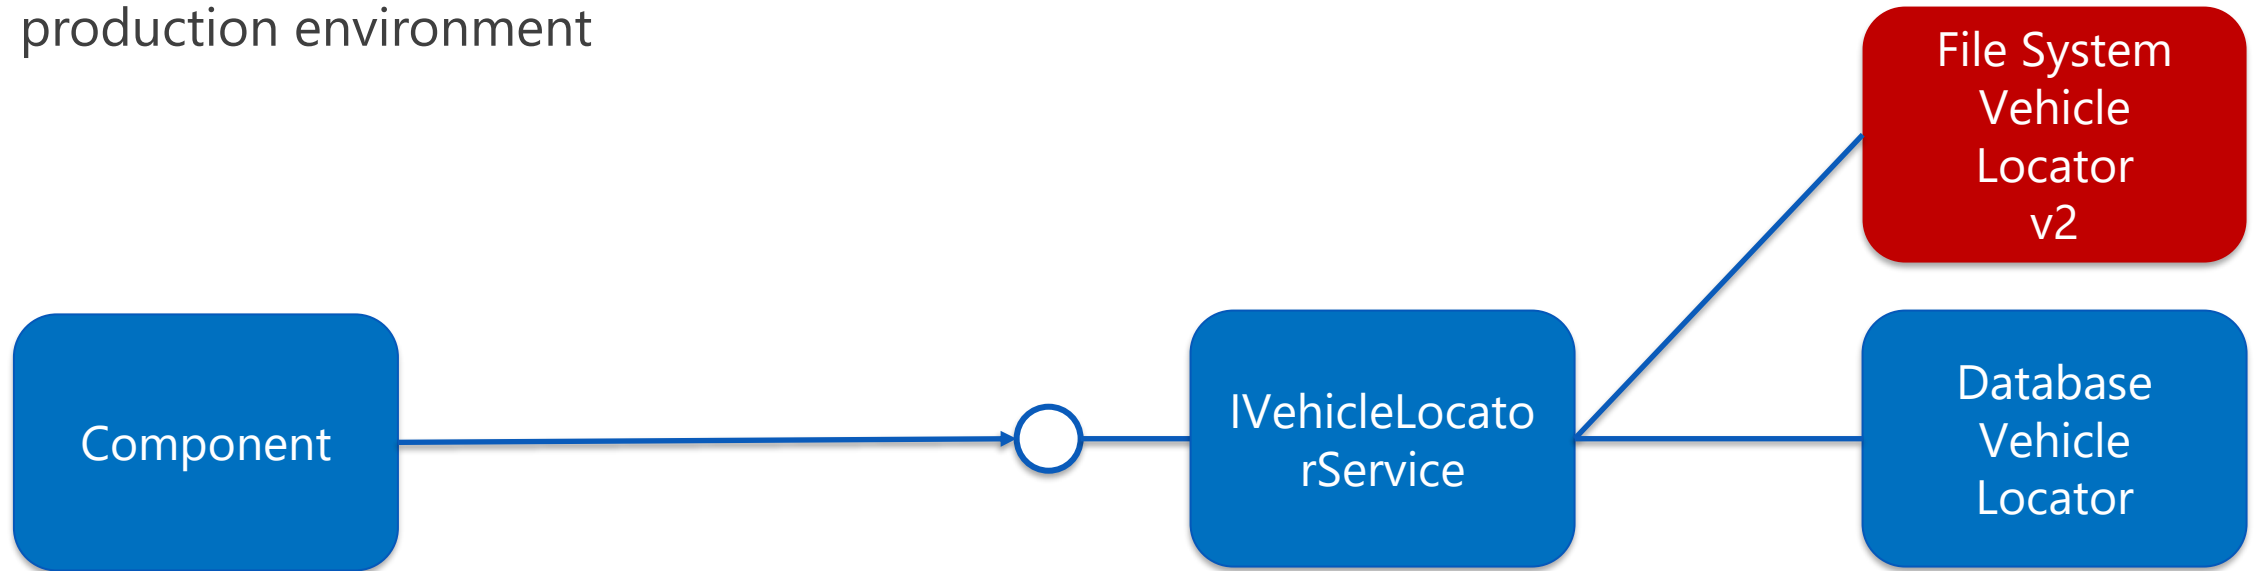 production environment
File System
Vehicle
Locator
v2
Component
IVehicleLocato
rService
Database
Vehicle
Locator